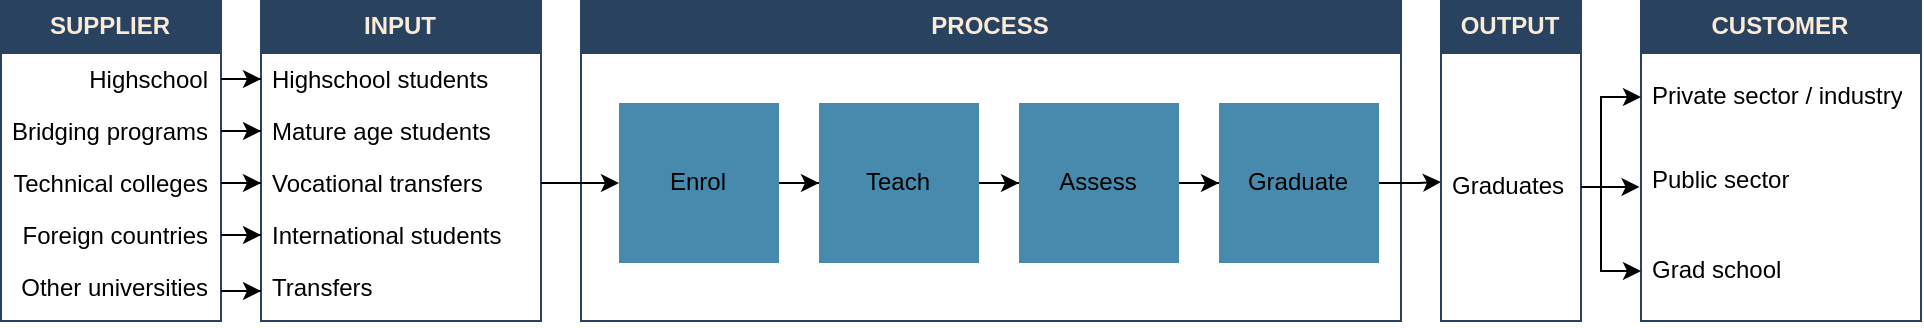 SUPPLIER
Highschool
Bridging programs
Technical colleges
Foreign countries
Other universities
INPUT
Highschool students
Mature age students
Vocational transfers
International students
Transfers
PROCESS
Enrol
Teach
Assess
Graduate
OUTPUT
Graduates
CUSTOMER
Private sector / industry
Public sector
Grad school